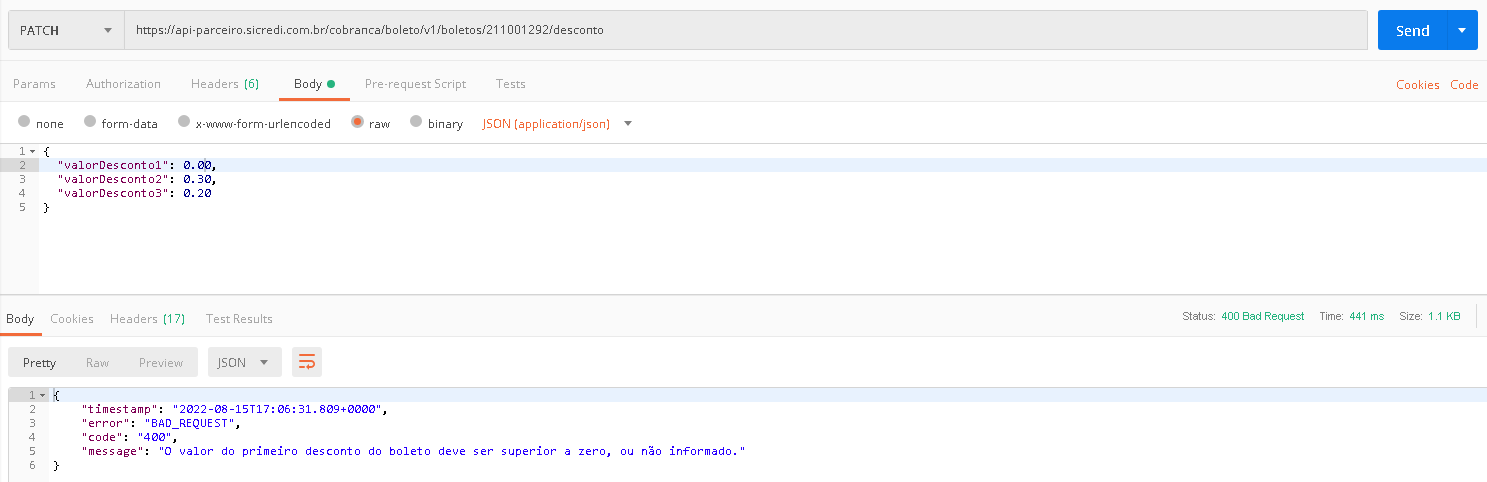 PATCH https://api-parceiro.sicredi.com.br/cobranca/boleto/v1/boletos/211001292/desconto Send
Params Authorization Headers (6) Body Pre-request Script Tests Cookies Code
none form-data x-www-form-urlencoded raw binary JSON (application/json)
1 {
2 "valorDesconto1": 0.00,
3 "valorDesconto2": 0.30,
4 "valorDesconto3": 0.20
5 }
Body Cookies Headers (17) Test Results Status: 400 Bad Request Time: 441 ms Size: 1.1 KB
Pretty Raw Preview JSON
1 {
2 "timestamp": "2022-08-15T17:06:31.809+0000",
3 "error": "BAD_REQUEST",
4 "code": "400",
5 "message": "O valor do primeiro desconto do boleto deve ser superior a zero, ou não informado."
6 }